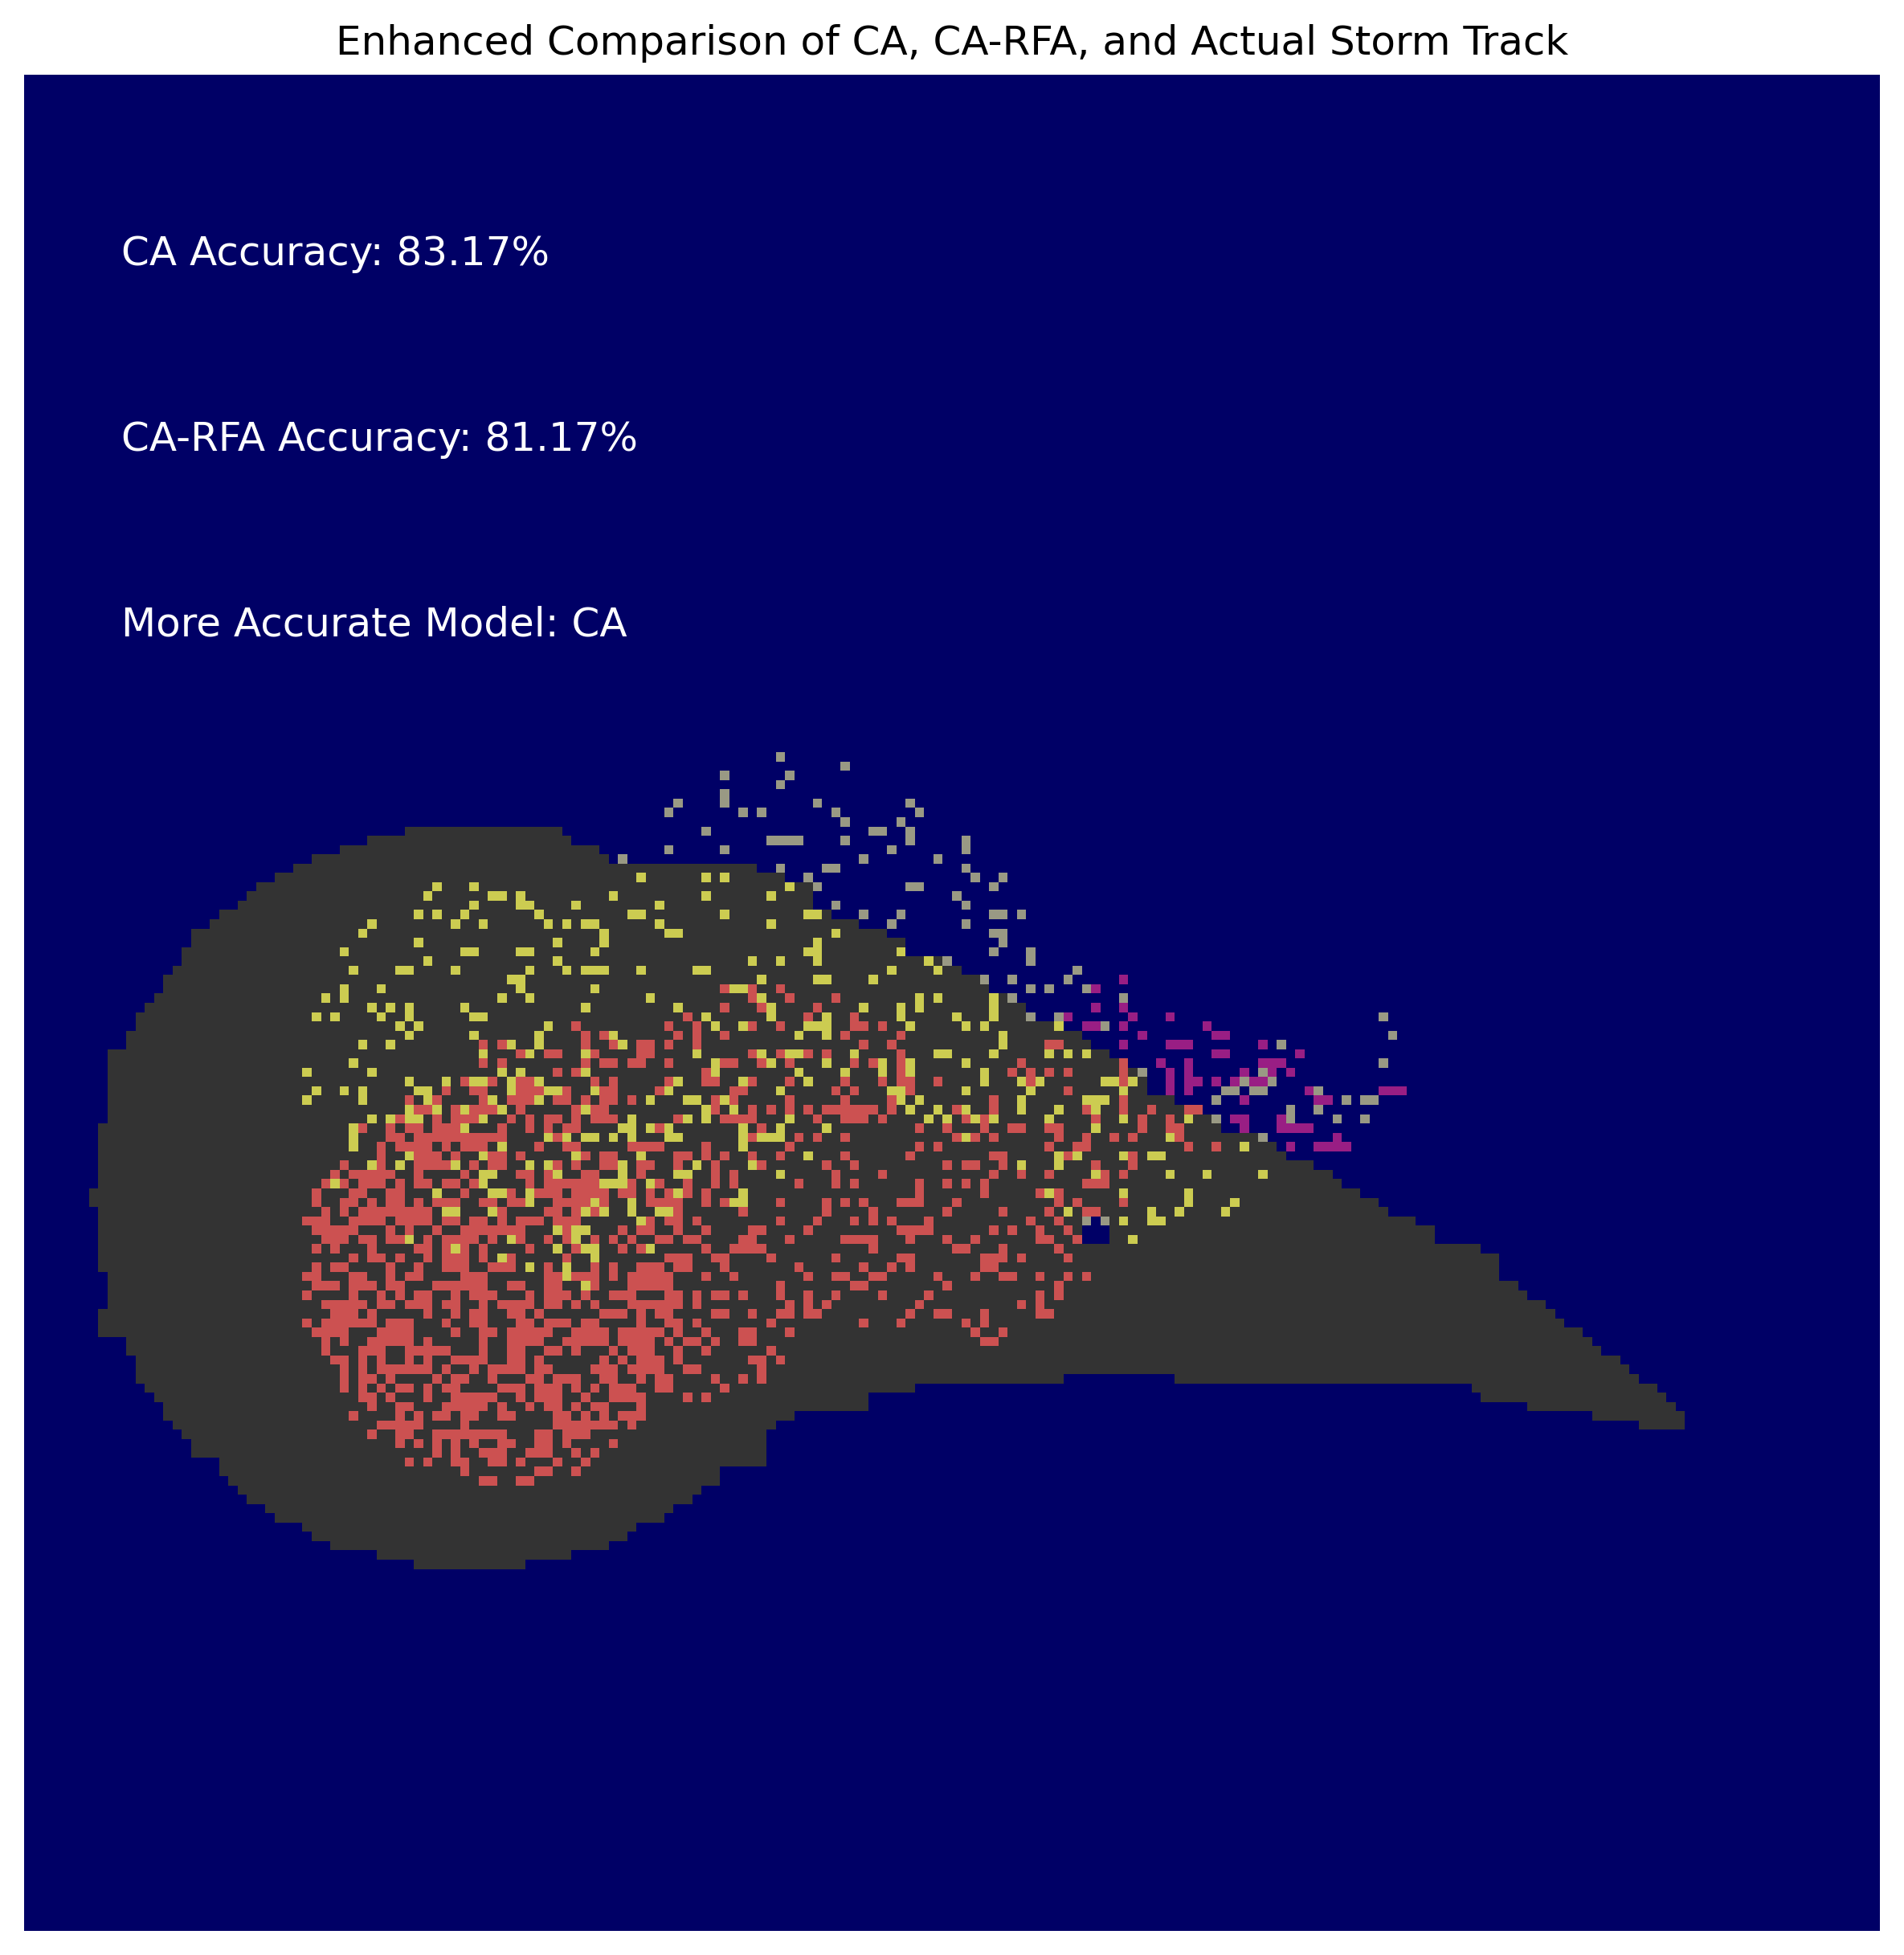 Enhanced Comparison of CA, CA-RFA, and Actual Storm Track
CA Accuracy: 83.17%
CA-RFA Accuracy: 81.17%
More Accurate Model: CA